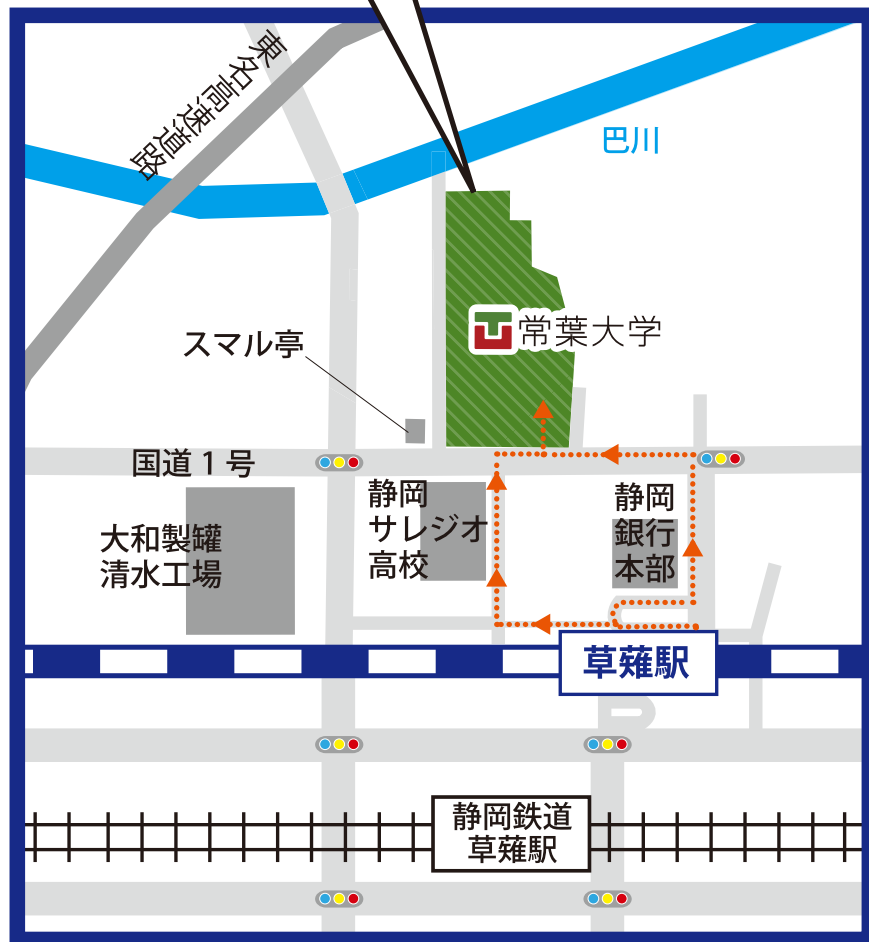 東名高速道路
巴川
常葉大学
スマル亭
国道1号
静岡
サレジオ
高校
静岡
銀行
本部
大和製罐
清水工場
草薙駅
静岡鉄道
草薙駅